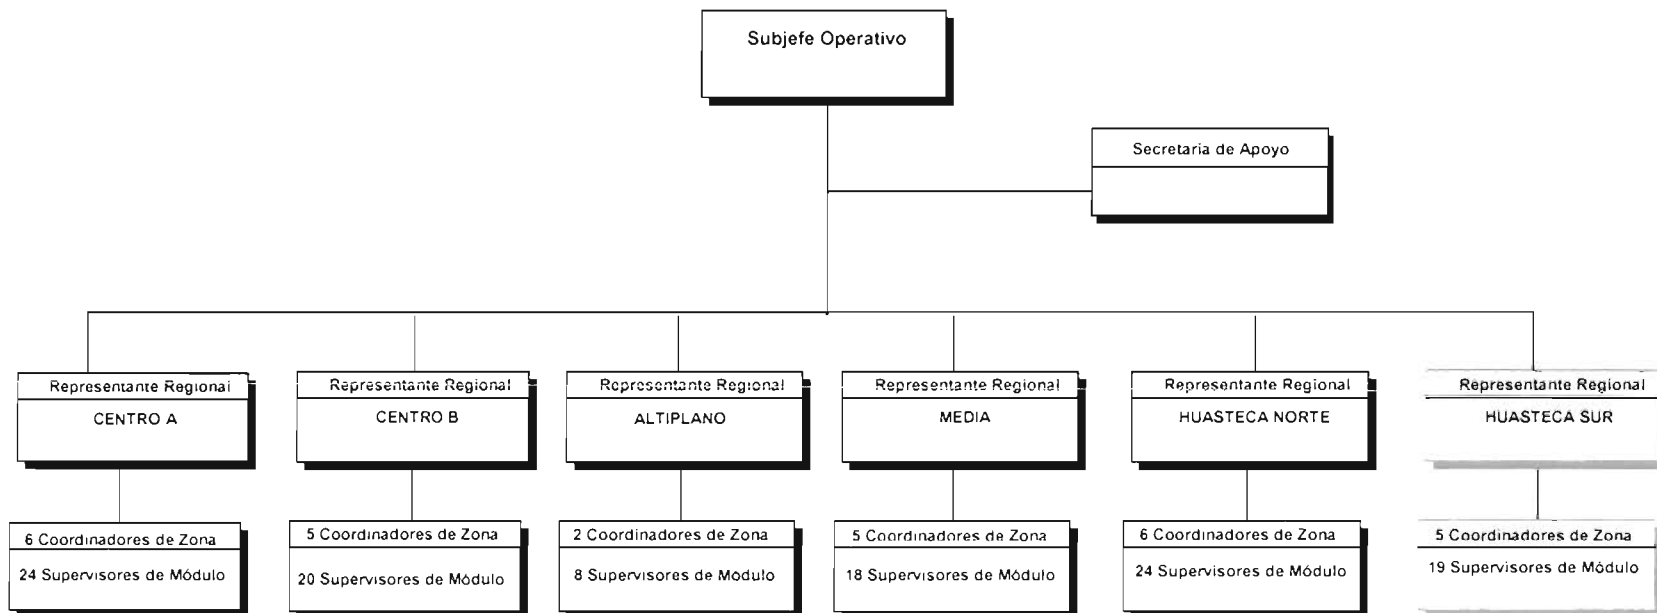 Subjefe Operativo
Secretaria de Apoyo
Representante Regional
CENTRO A
Representante Regional
CENTRO B
Representante Regional
ALTIPLANO
Representante Regional
MEDIA
Representante Regional
HUASTECA NORTE
Representante Regional
HUASTECA SUR
6 Coordinadores de Zona
24 Supervisores de Módulo
5 Coordinadores de Zona
20 Supervisores de Módulo
2 Coordinadores de Zona
8 Supervisores de Módulo
5 Coordinadores de Zona
18 Supervisores de Módulo
6 Coordinadores de Zona
24 Supervisores de Módulo
5 Coordinadores de Zona
19 Supervisores de Módulo